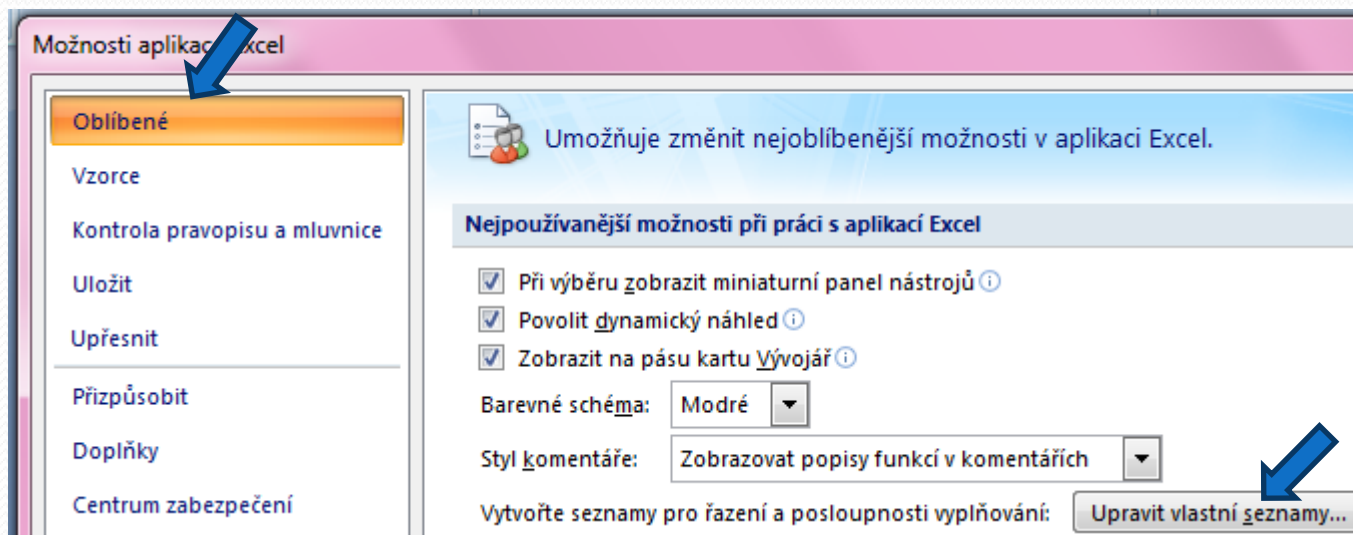 Možnosti aplikace Excel
Oblíbené
Vzorce
Kontrola pravopisu a mluvnice
Uložit
Upřesnit
Přizpůsobit
Doplňky
Centrum zabezpečení
Umožňuje změnit nejoblíbenější možnosti v aplikaci Excel.
Nejpoužívanější možnosti při práci s aplikací Excel
Při výběru zobrazit miniaturní panel nástrojů
Povolit dynamický náhled
Zobrazit na pásu kartu Vývojář
Barevné schéma: Modré
Styl komentáře: Zobrazovat popisy funkcí v komentářích
Vytvořte seznamy pro řazení a posloupnosti vyplňování: Upravit vlastní seznamy...